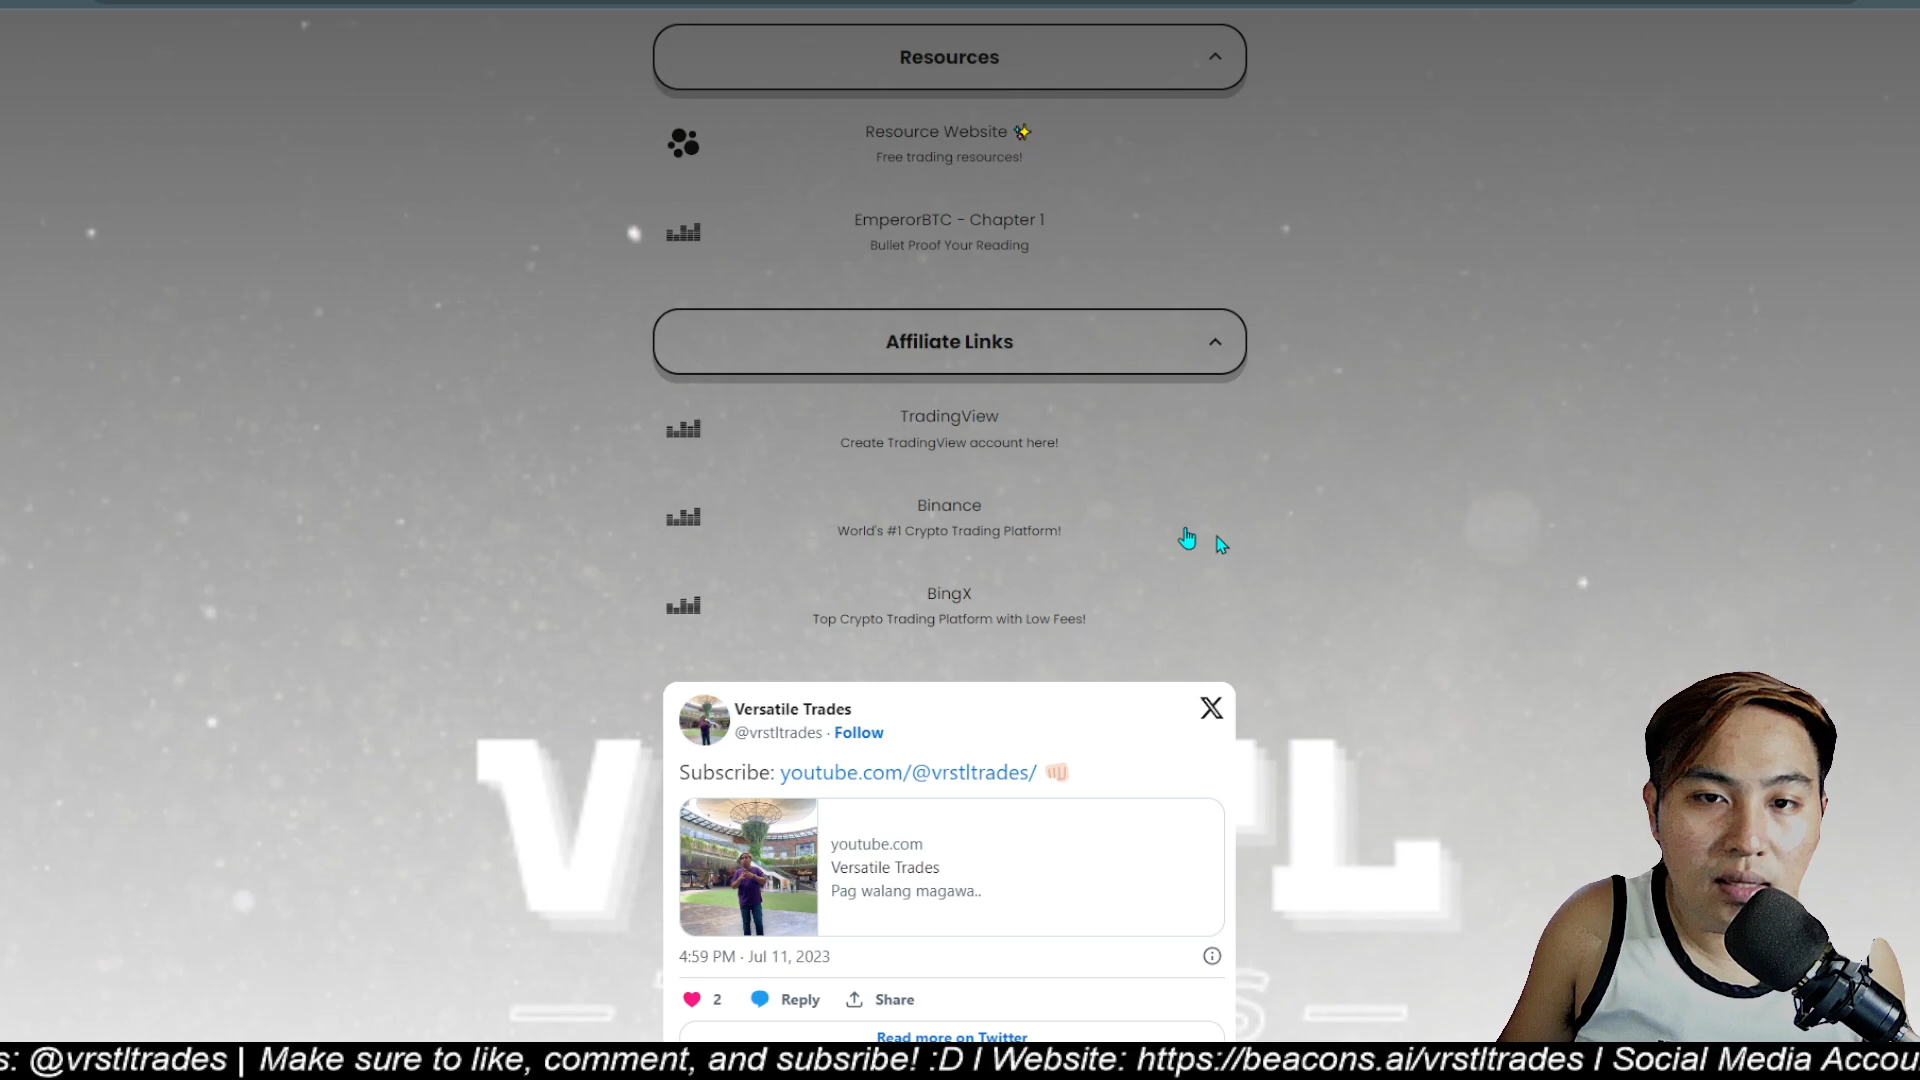 Resources
Resource Website ✨
Free trading resources!
EmperorBTC - Chapter 1
Bullet Proof Your Reading
Affiliate Links
TradingView
Create TradingView account here!
Binance
World's #1 Crypto Trading Platform!
BingX
Top Crypto Trading Platform with Low Fees!
Versatile Trades
@vrstltrades · Follow
Subscribe: youtube.com/@vrstltrades/ 👊🏻
youtube.com
Versatile Trades
Pag walang magawa..
4:59 PM · Jul 11, 2023
2 Reply Share
Read more on Twitter
s: @vrstltrades | Make sure to like, comment, and subsribe! :D I Website: https://beacons.ai/vrstltrades I Social Media Accou